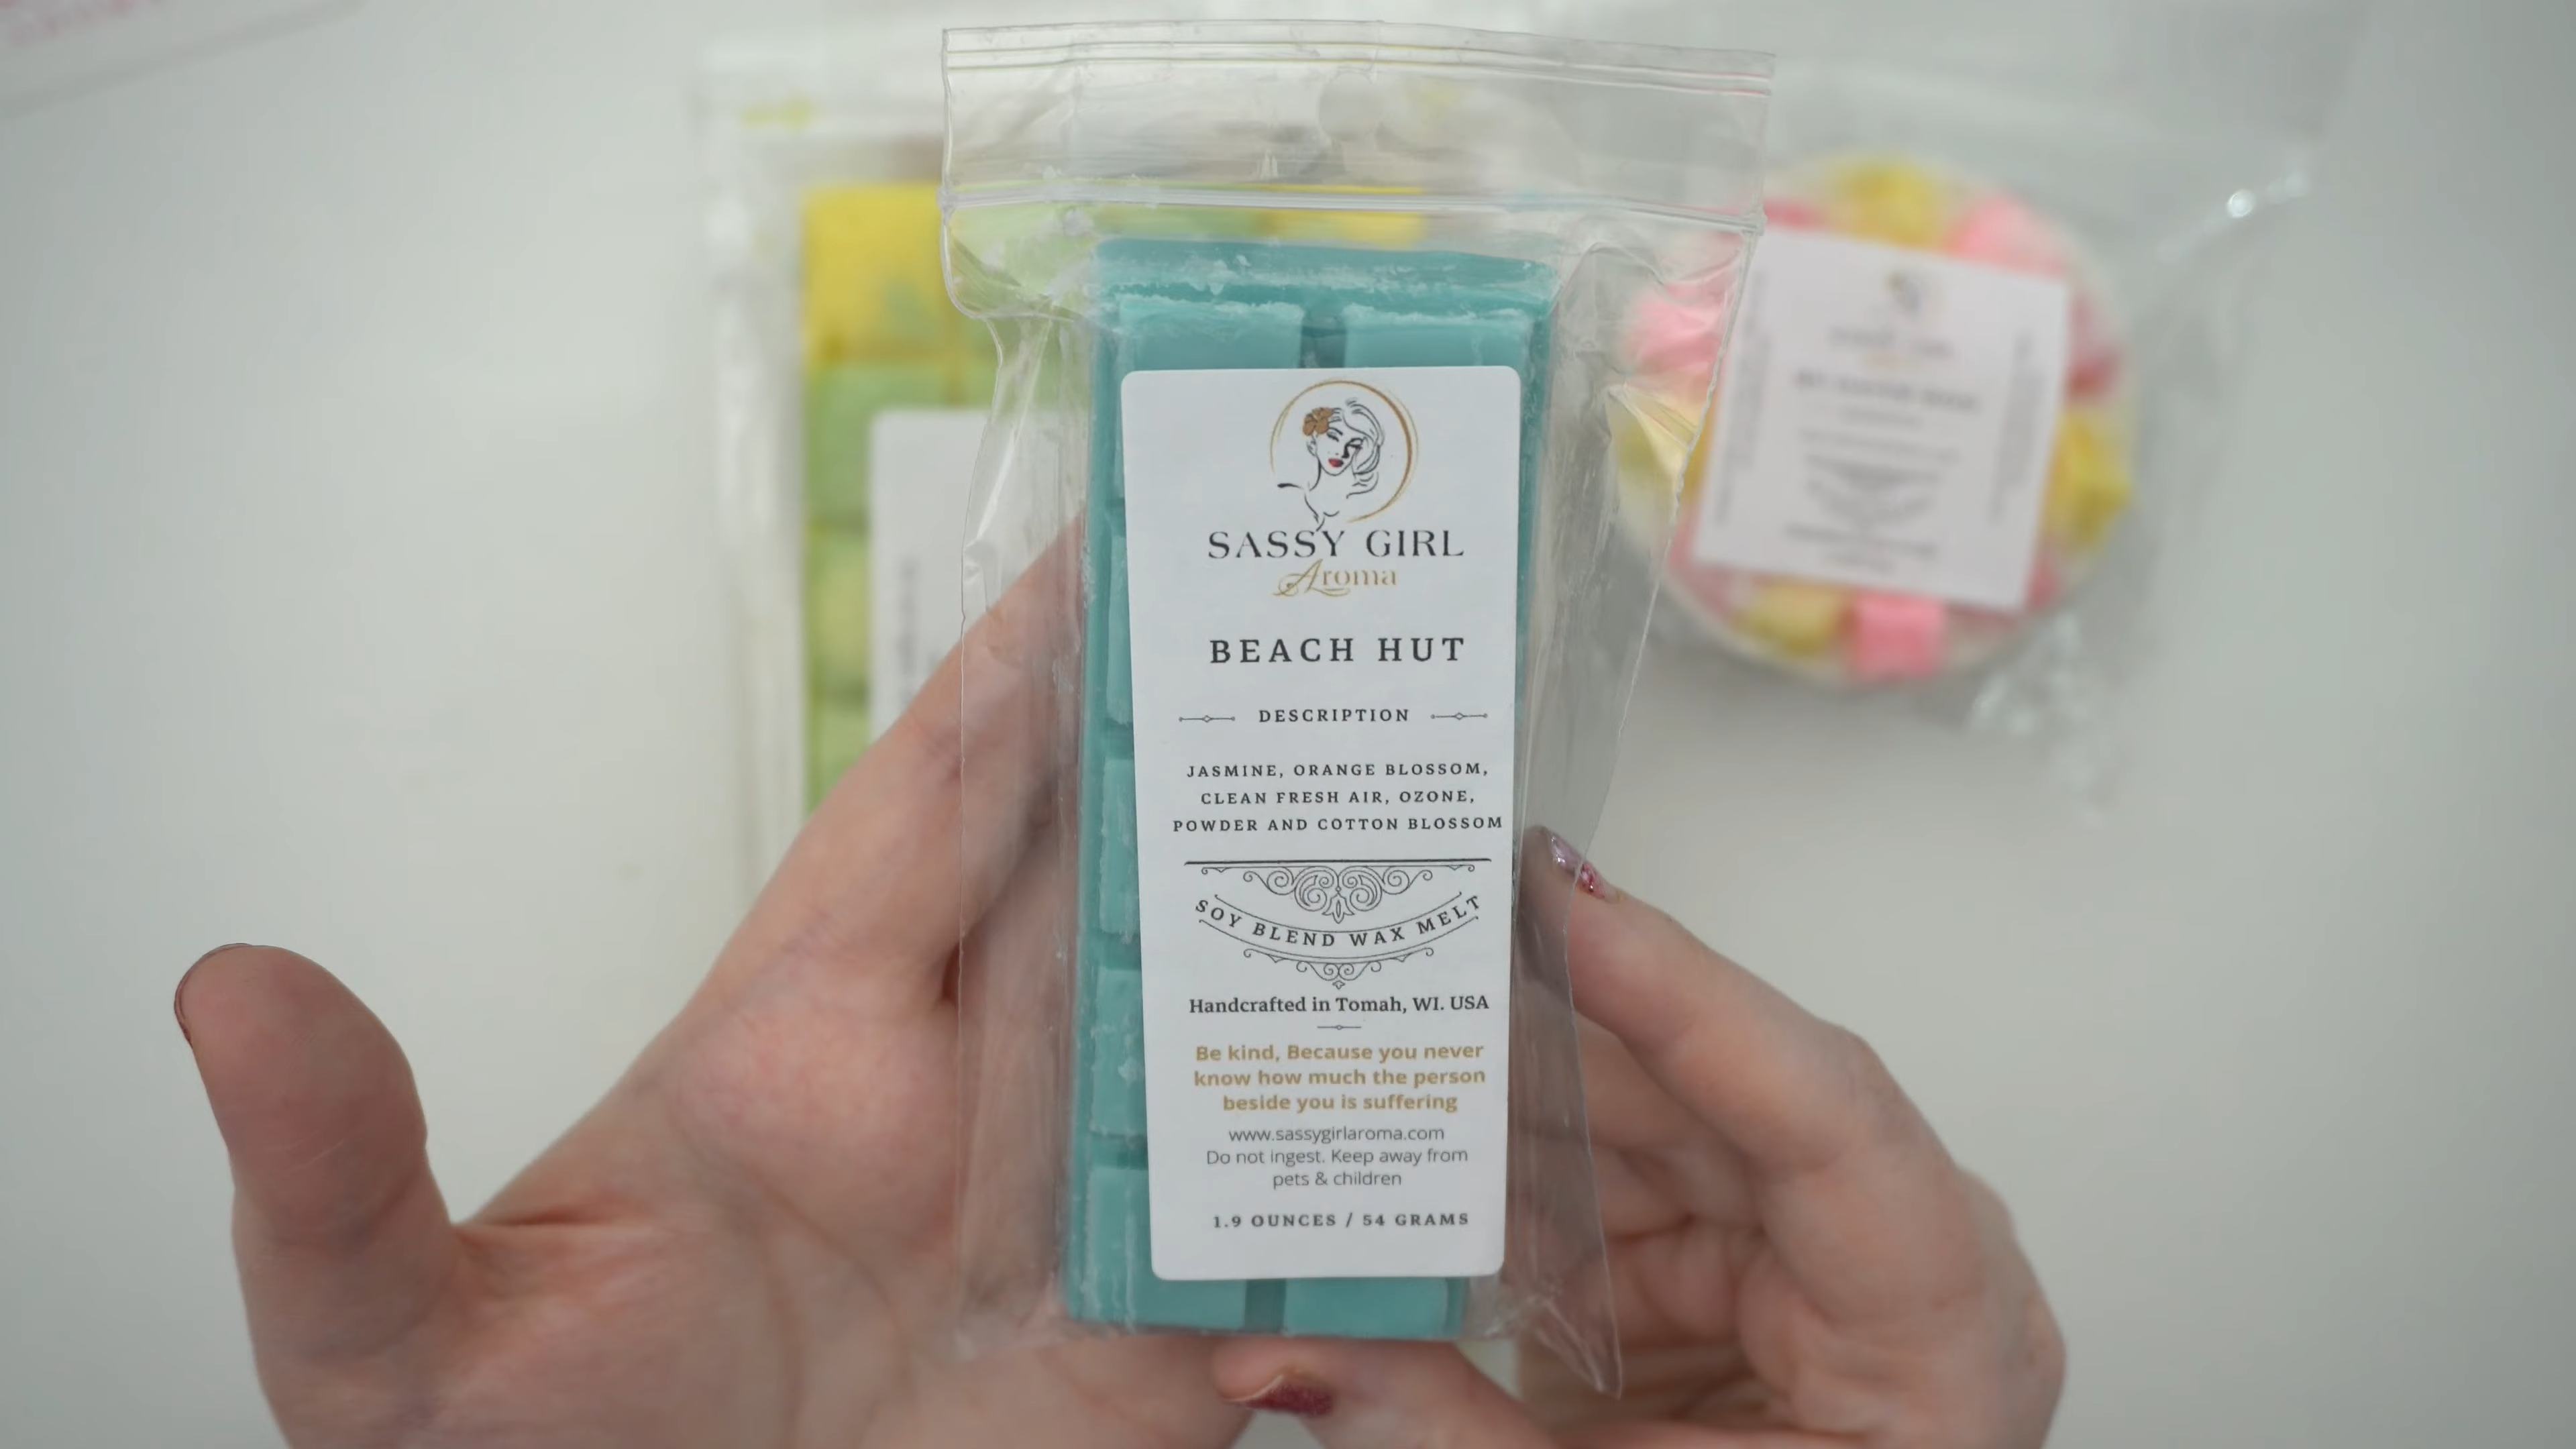 SASSY GIRL
Aroma
BEACH HUT
DESCRIPTION
JASMINE, ORANGE BLOSSOM,
CLEAN FRESH AIR, OZONE,
POWDER AND COTTON BLOSSOM
SOY BLEND WAX MELT
Handcrafted in Tomah, WI. USA
Be kind, Because you never
know how much the person
beside you is suffering
www.sassygirlaroma.com
Do not ingest. Keep away from
pets & children
1.9 OUNCES / 54 GRAMS